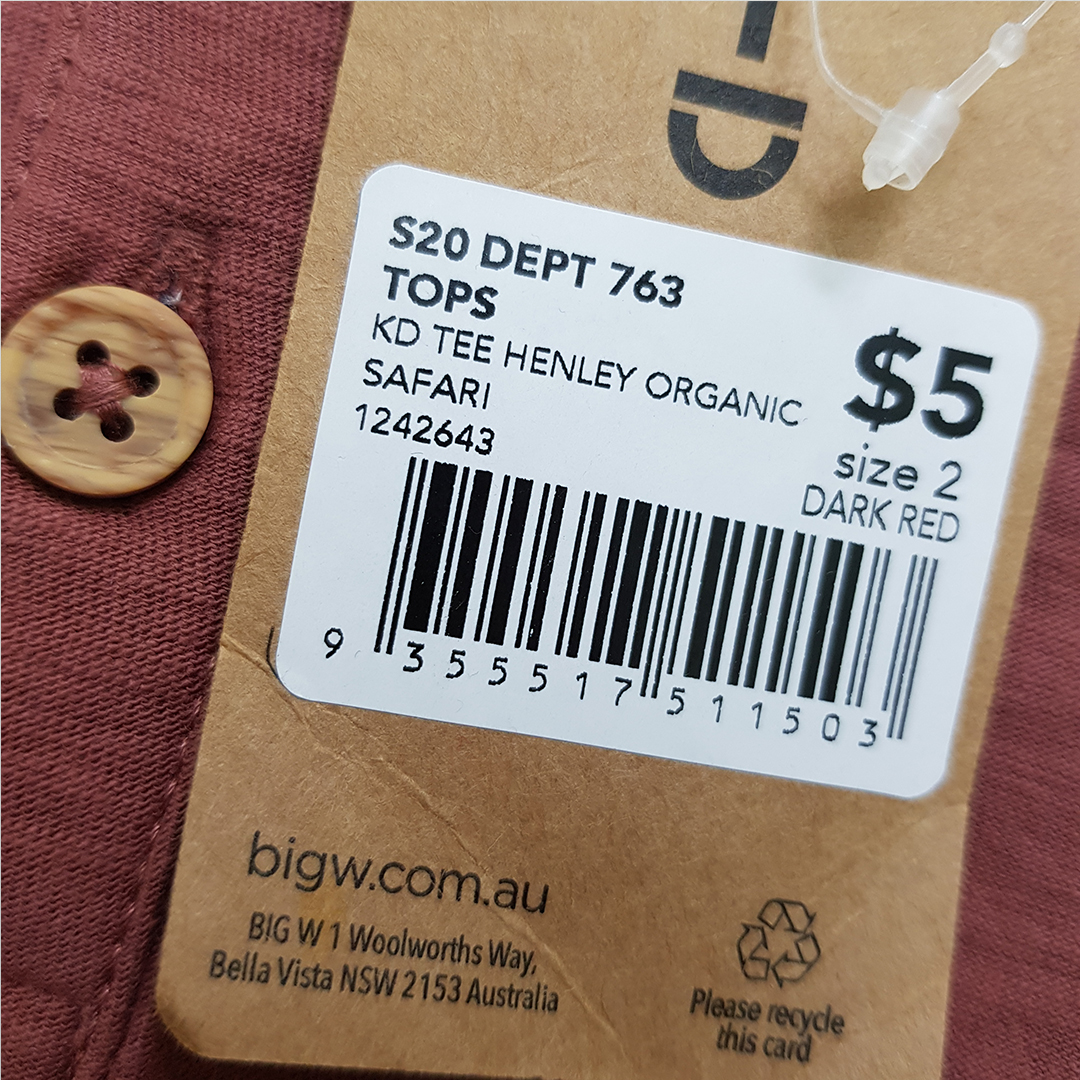 S20 DEPT 763
TOPS
KD TEE HENLEY ORGANIC
SAFARI
1242643
$5
size 2
DARK RED
9 355517 511503
bigw.com.au
BIG W 1 Woolworths Way,
Bella Vista NSW 2153 Australia
Please recycle
this card